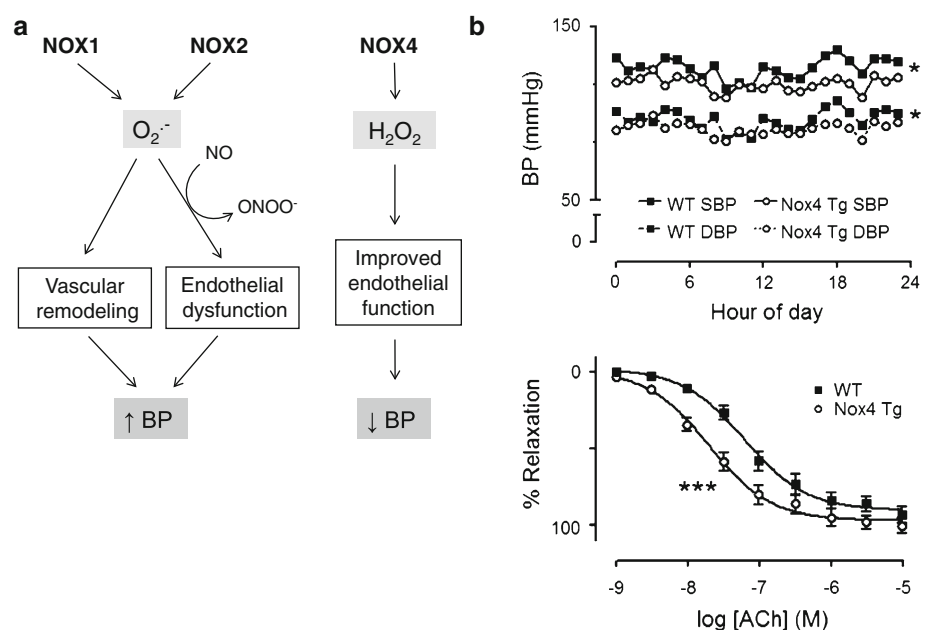 a
NOX1 NOX2 NOX4
O₂·⁻ H₂O₂
NO
ONOO⁻
Vascular
remodeling
Endothelial
dysfunction
Improved
endothelial
function
↑ BP ↓ BP
b
150
BP (mmHg)
*
*
50
WT SBP Nox4 Tg SBP
WT DBP Nox4 Tg DBP
0
0 6 12 18 24
Hour of day
0
WT
Nox4 Tg
% Relaxation
***
100
-9 -8 -7 -6 -5
log [ACh] (M)